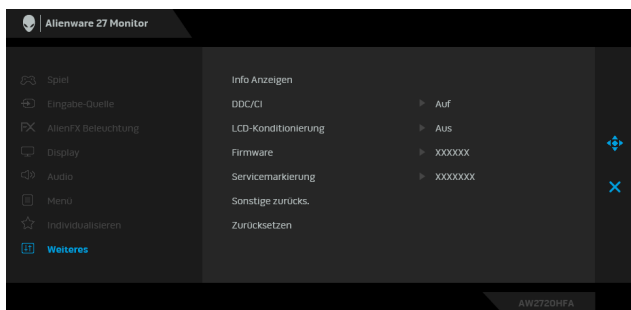 Alienware 27 Monitor
Spiel
Info Anzeigen
Eingabe-Quelle
DDC/CI
Auf
AlienFX Beleuchtung
LCD-Konditionierung
Aus
Display
Firmware
XXXXXX
Audio
Servicemarkierung
XXXXXXX
Menü
Sonstige zurücks.
Individualisieren
Zurücksetzen
Weiteres
AW2720HFA